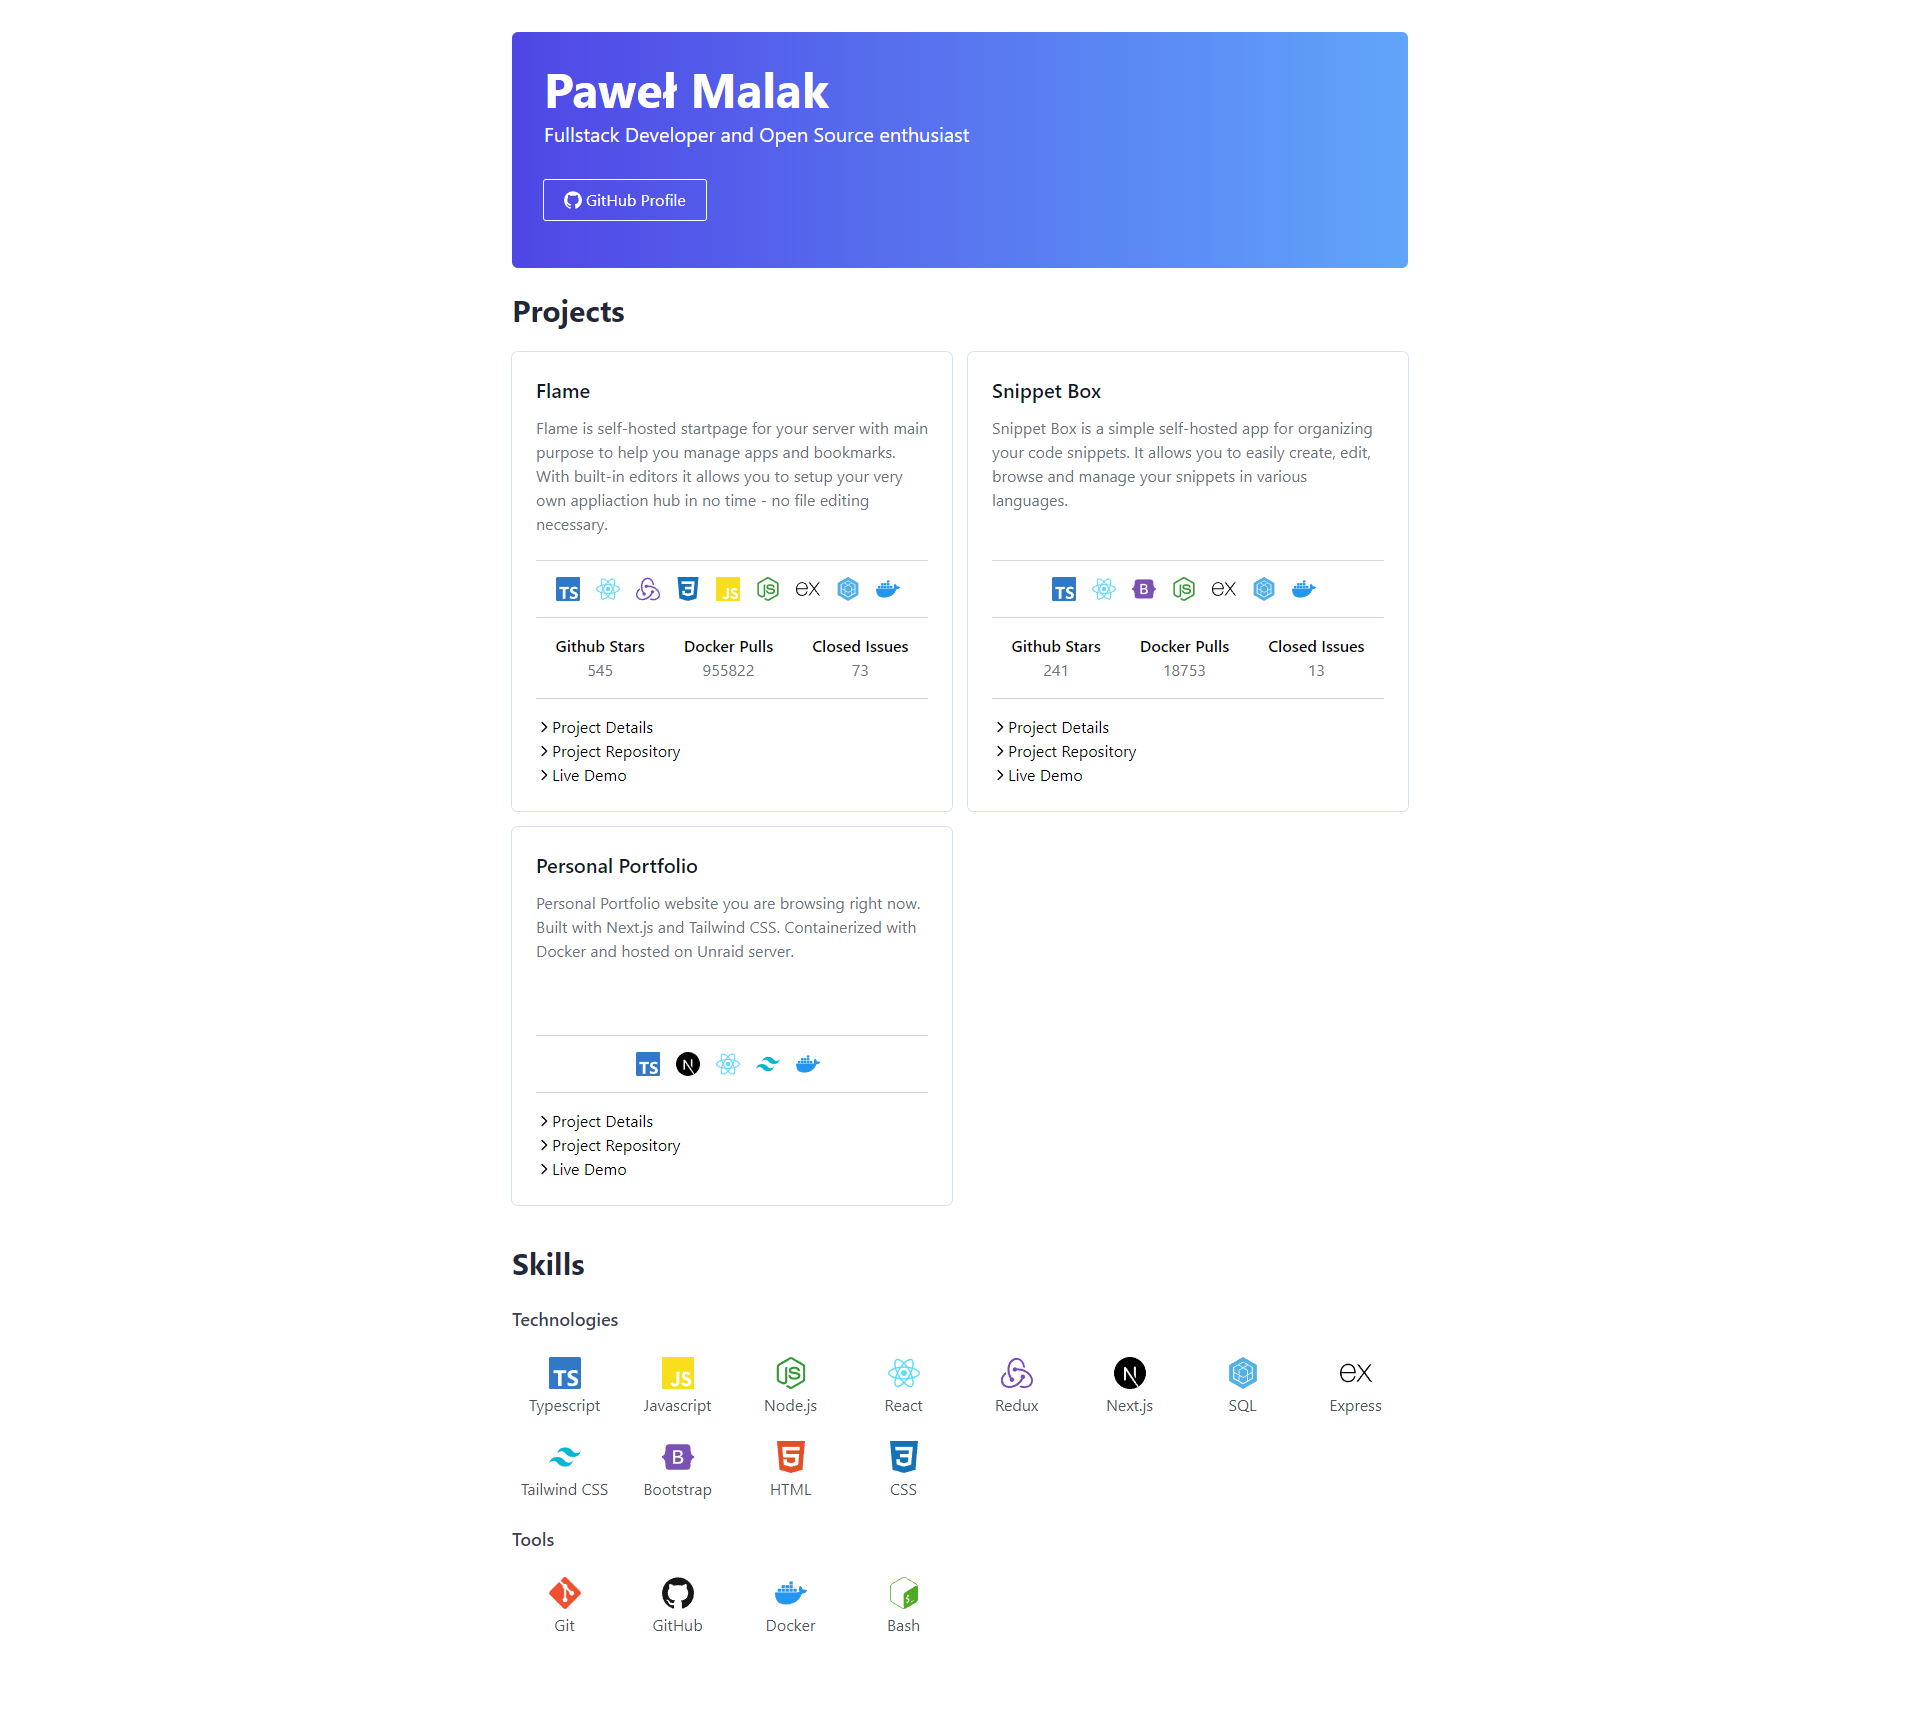 Paweł Malak
Fullstack Developer and Open Source enthusiast
GitHub Profile
Projects
Flame
Flame is self-hosted startpage for your server with main
purpose to help you manage apps and bookmarks.
With built-in editors it allows you to setup your very
own appliaction hub in no time - no file editing
necessary.
TS JS JS ex
Github Stars Docker Pulls Closed Issues
545 955822 73
Project Details
Project Repository
Live Demo
Snippet Box
Snippet Box is a simple self-hosted app for organizing
your code snippets. It allows you to easily create, edit,
browse and manage your snippets in various
languages.
TS B JS ex
Github Stars Docker Pulls Closed Issues
241 18753 13
Project Details
Project Repository
Live Demo
Personal Portfolio
Personal Portfolio website you are browsing right now.
Built with Next.js and Tailwind CSS. Containerized with
Docker and hosted on Unraid server.
TS N
Project Details
Project Repository
Live Demo
Skills
Technologies
TS JS JS N ex
Typescript Javascript Node.js React Redux Next.js SQL Express
B 5 3
Tailwind CSS Bootstrap HTML CSS
Tools
Git GitHub Docker Bash